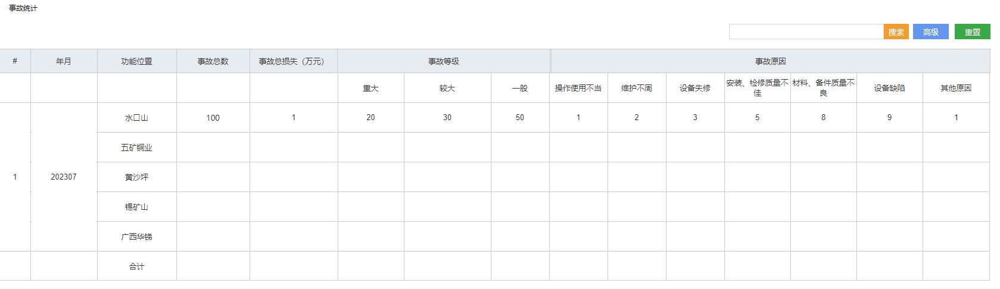 事故统计
搜索 高级 重置
# 年月 功能位置 事故总数 事故总损失（万元） 事故等级 事故原因
重大 较大 一般 操作使用不当 维护不周 设备失修 安装、检修质量不佳 材料、备件质量不良 设备缺陷 其他原因
水口山 100 1 20 30 50 1 2 3 5 8 9 1
五矿铜业
1 202307 黄沙坪
锡矿山
广西华锑
合计